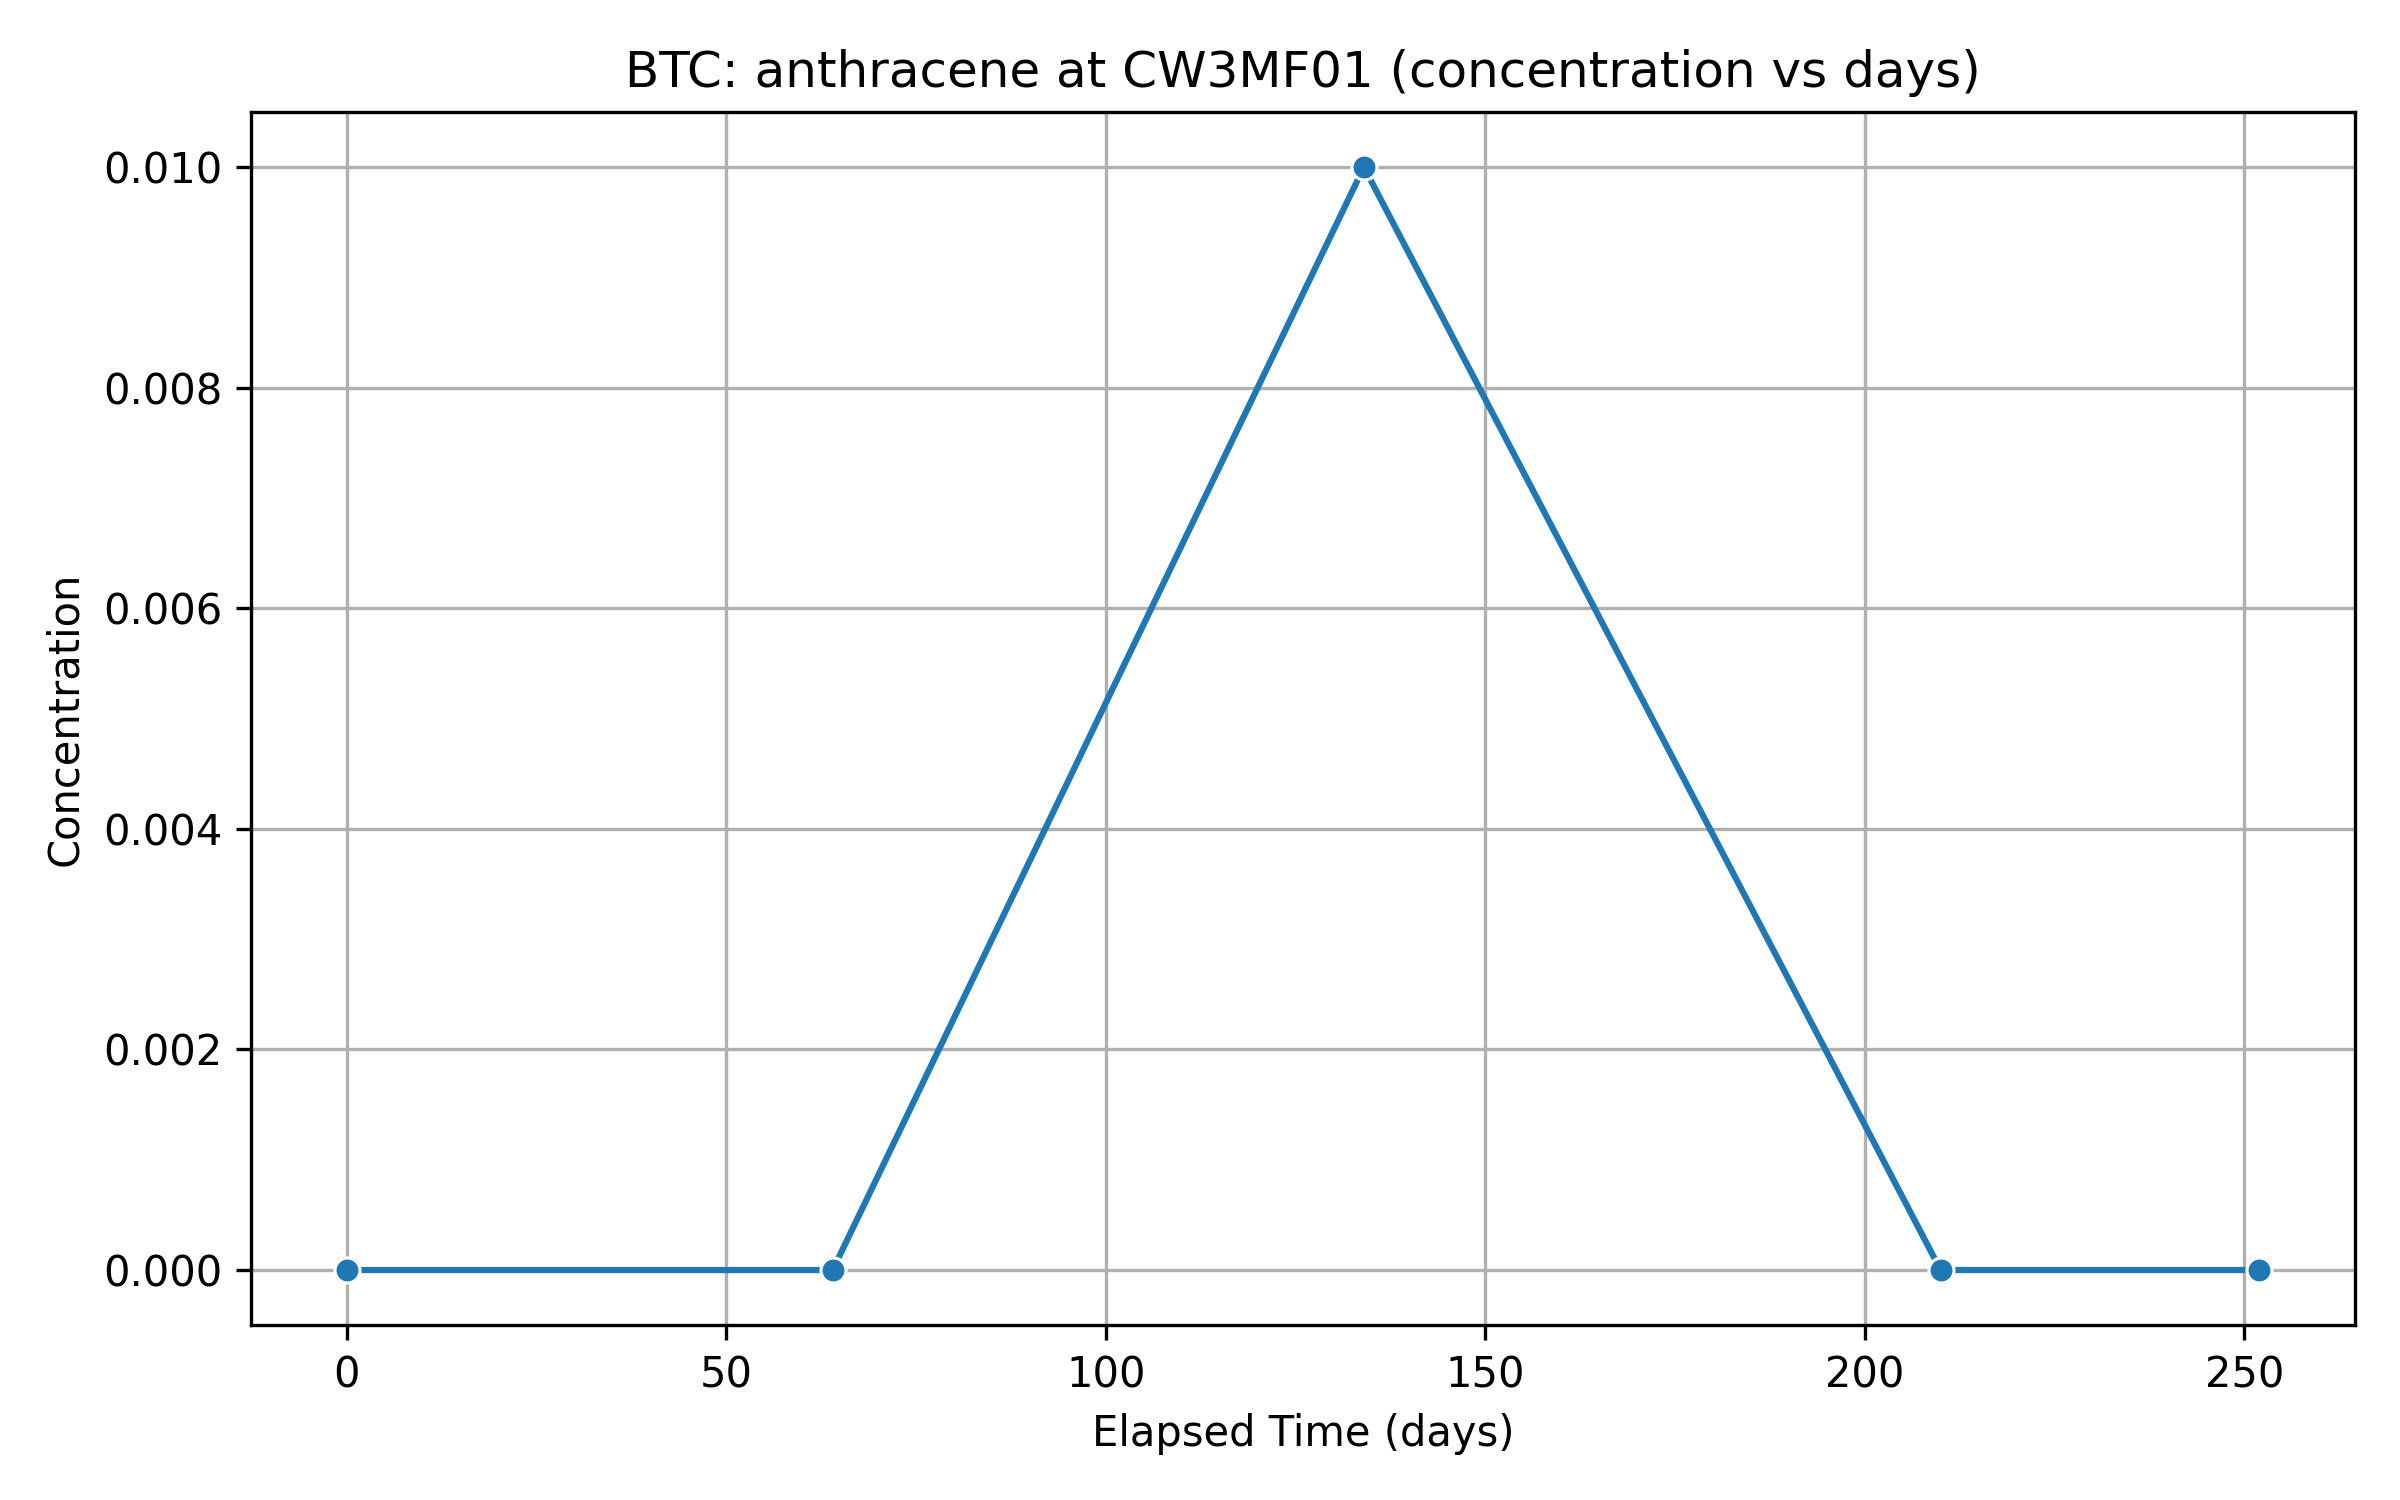 BTC: anthracene at CW3MF01 (concentration vs days)
Concentration
0.010
0.008
0.006
0.004
0.002
0.000
0 50 100 150 200 250
Elapsed Time (days)